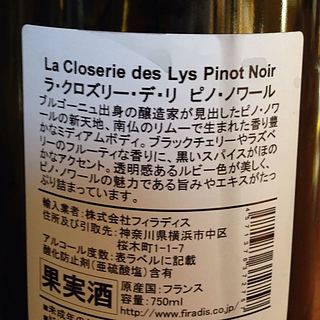 La Closerie des Lys Pinot Noir
ラ・クロズリー・デ・リ ピノ・ノワール
ブルゴーニュ出身の醸造家が見出したピノ・ノワ
ールの新天地、南仏のリムーで生まれた香り豊
かなミディアムボディ。ブラックチェリーやラズベ
リーのフルーティな香りに、黒いスパイスがほの
かなアクセント。透明感あるルビー色が美しく、
ピノ・ノワールの魅力である旨みやエキスがたっ
ぷり詰まっています。
輸入業者:株式会社フィラディス
住所及び引取先:神奈川県横浜市中区
桜木町1-1-7
アルコール度数:表ラベルに記載
酸化防止剤(亜硫酸塩)含有
果実酒
原産国:フランス
容量:750ml
www.firadis.co.jp/